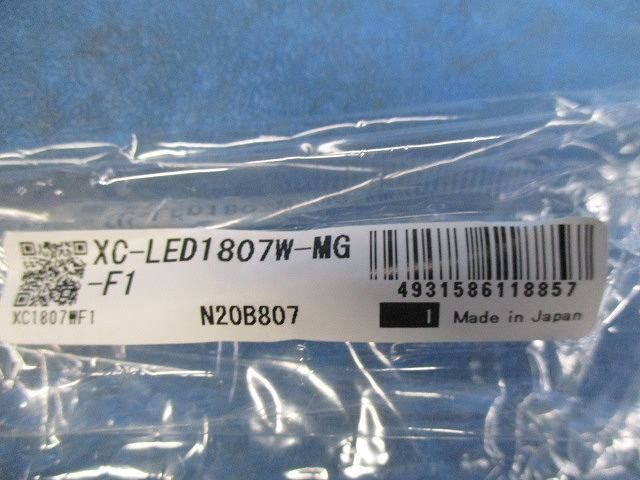 XC-LED1807W-MG
-F1
XC1807WF1
N20B807
4931586118857
1
Made in Japan